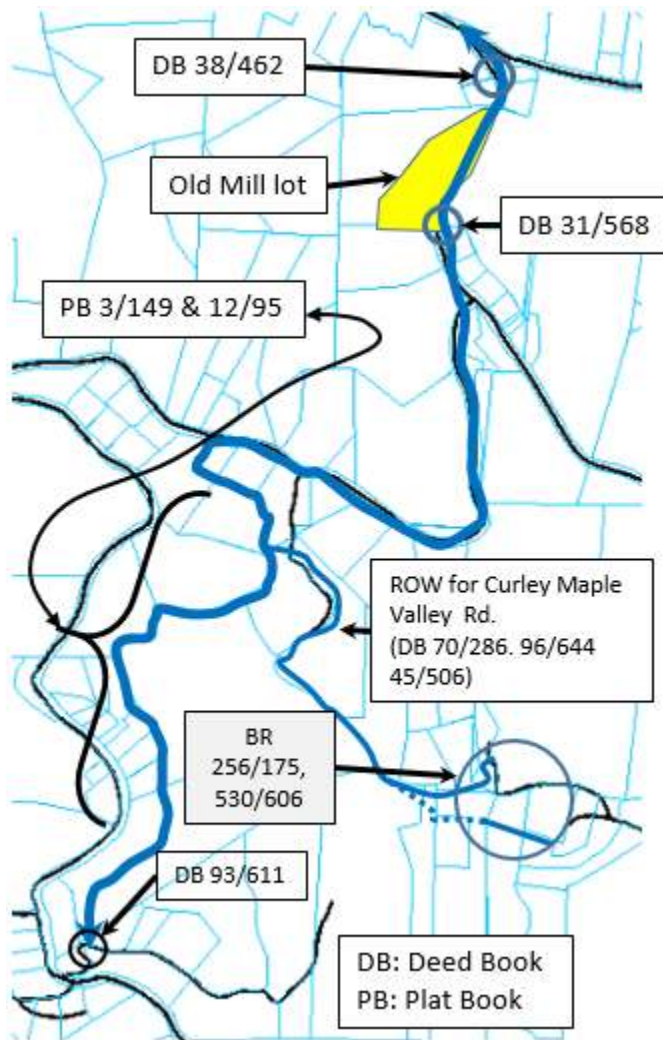 DB 38/462
Old Mill lot
DB 31/568
PB 3/149 & 12/95
ROW for Curley Maple
Valley Rd.
(DB 70/286. 96/644
45/506)
BR
256/175,
530/606
DB 93/611
DB: Deed Book
PB: Plat Book